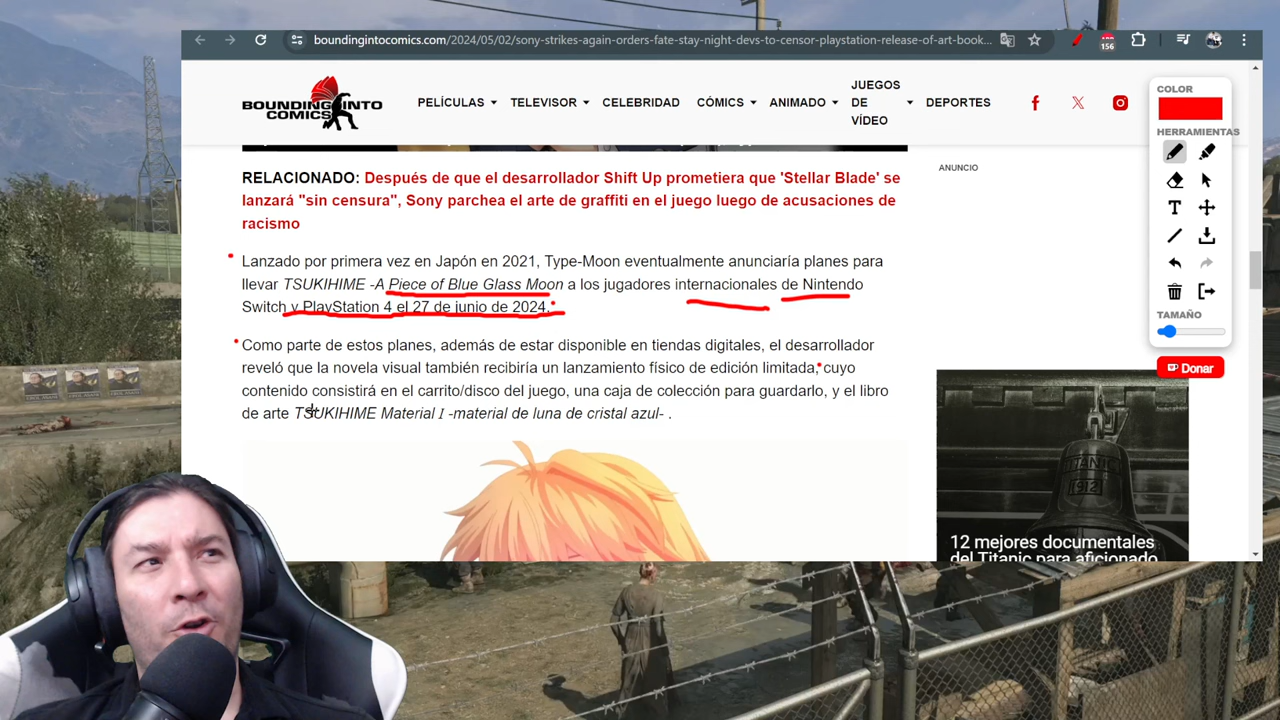 boundingintocomics.com/2024/05/02/sony-strikes-again-orders-fate-stay-night-devs-to-censor-playstation-release-of-art-book...
156
BOUNDING INTO
COMICS
PELÍCULAS
TELEVISOR
CELEBRIDAD
CÓMICS
ANIMADO
JUEGOS
DE
VÍDEO
DEPORTES
COLOR
HERRAMIENTAS
T
TAMAÑO
Donar
RELACIONADO: Después de que el desarrollador Shift Up prometiera que 'Stellar Blade' se
lanzará "sin censura", Sony parchea el arte de graffiti en el juego luego de acusaciones de
racismo
ANUNCIO
Lanzado por primera vez en Japón en 2021, Type-Moon eventualmente anunciaría planes para
llevar TSUKIHIME -A Piece of Blue Glass Moon a los jugadores internacionales de Nintendo
Switch y PlayStation 4 el 27 de junio de 2024.
Como parte de estos planes, además de estar disponible en tiendas digitales, el desarrollador
reveló que la novela visual también recibiría un lanzamiento físico de edición limitada, cuyo
contenido consistirá en el carrito/disco del juego, una caja de colección para guardarlo, y el libro
de arte TSUKIHIME Material I -material de luna de cristal azul- .
TITANIC
1912
12 mejores documentales
del Titanic para aficionado